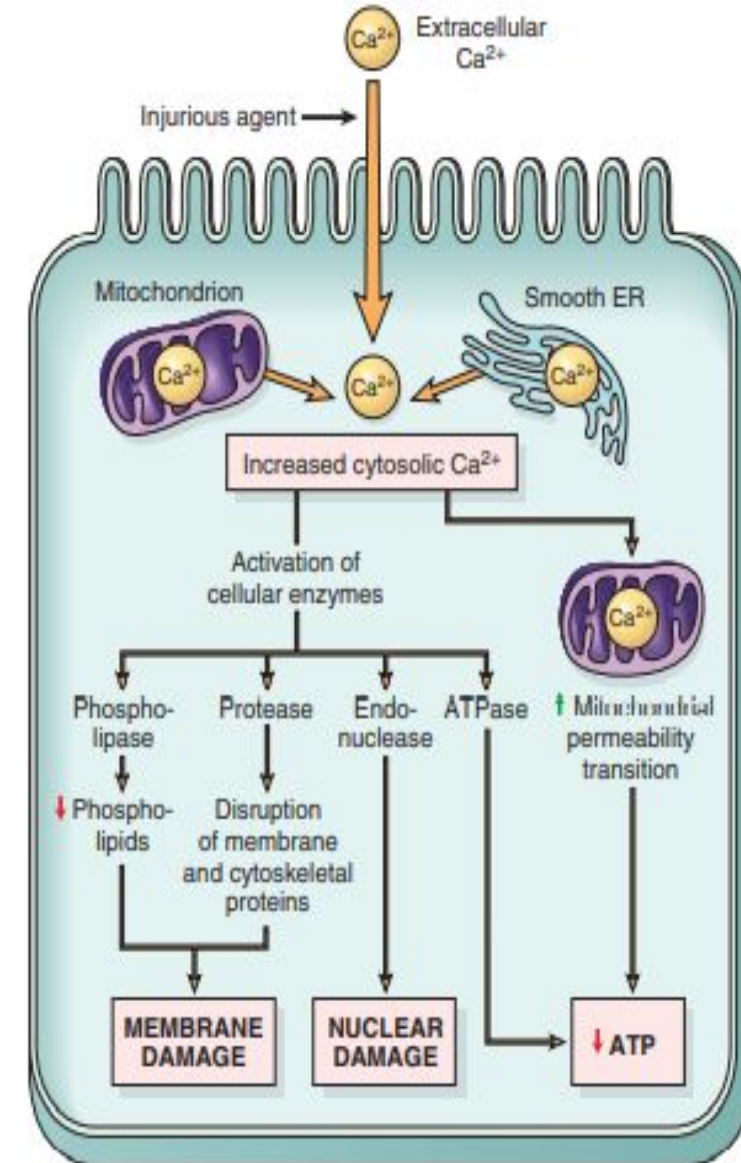 Ca2+
Extracellular
Ca2+
Injurious agent
Mitochondrion
Smooth ER
Ca2+
Ca2+
Ca2+
Increased cytosolic Ca2+
Activation of
cellular enzymes
Ca2+
Phospho-
lipase
Protease
Endo-
nuclease
ATPase
↑ Mitochondrial
permeability
transition
↓ Phospho-
lipids
Disruption
of membrane
and cytoskeletal
proteins
MEMBRANE
DAMAGE
NUCLEAR
DAMAGE
↓ ATP